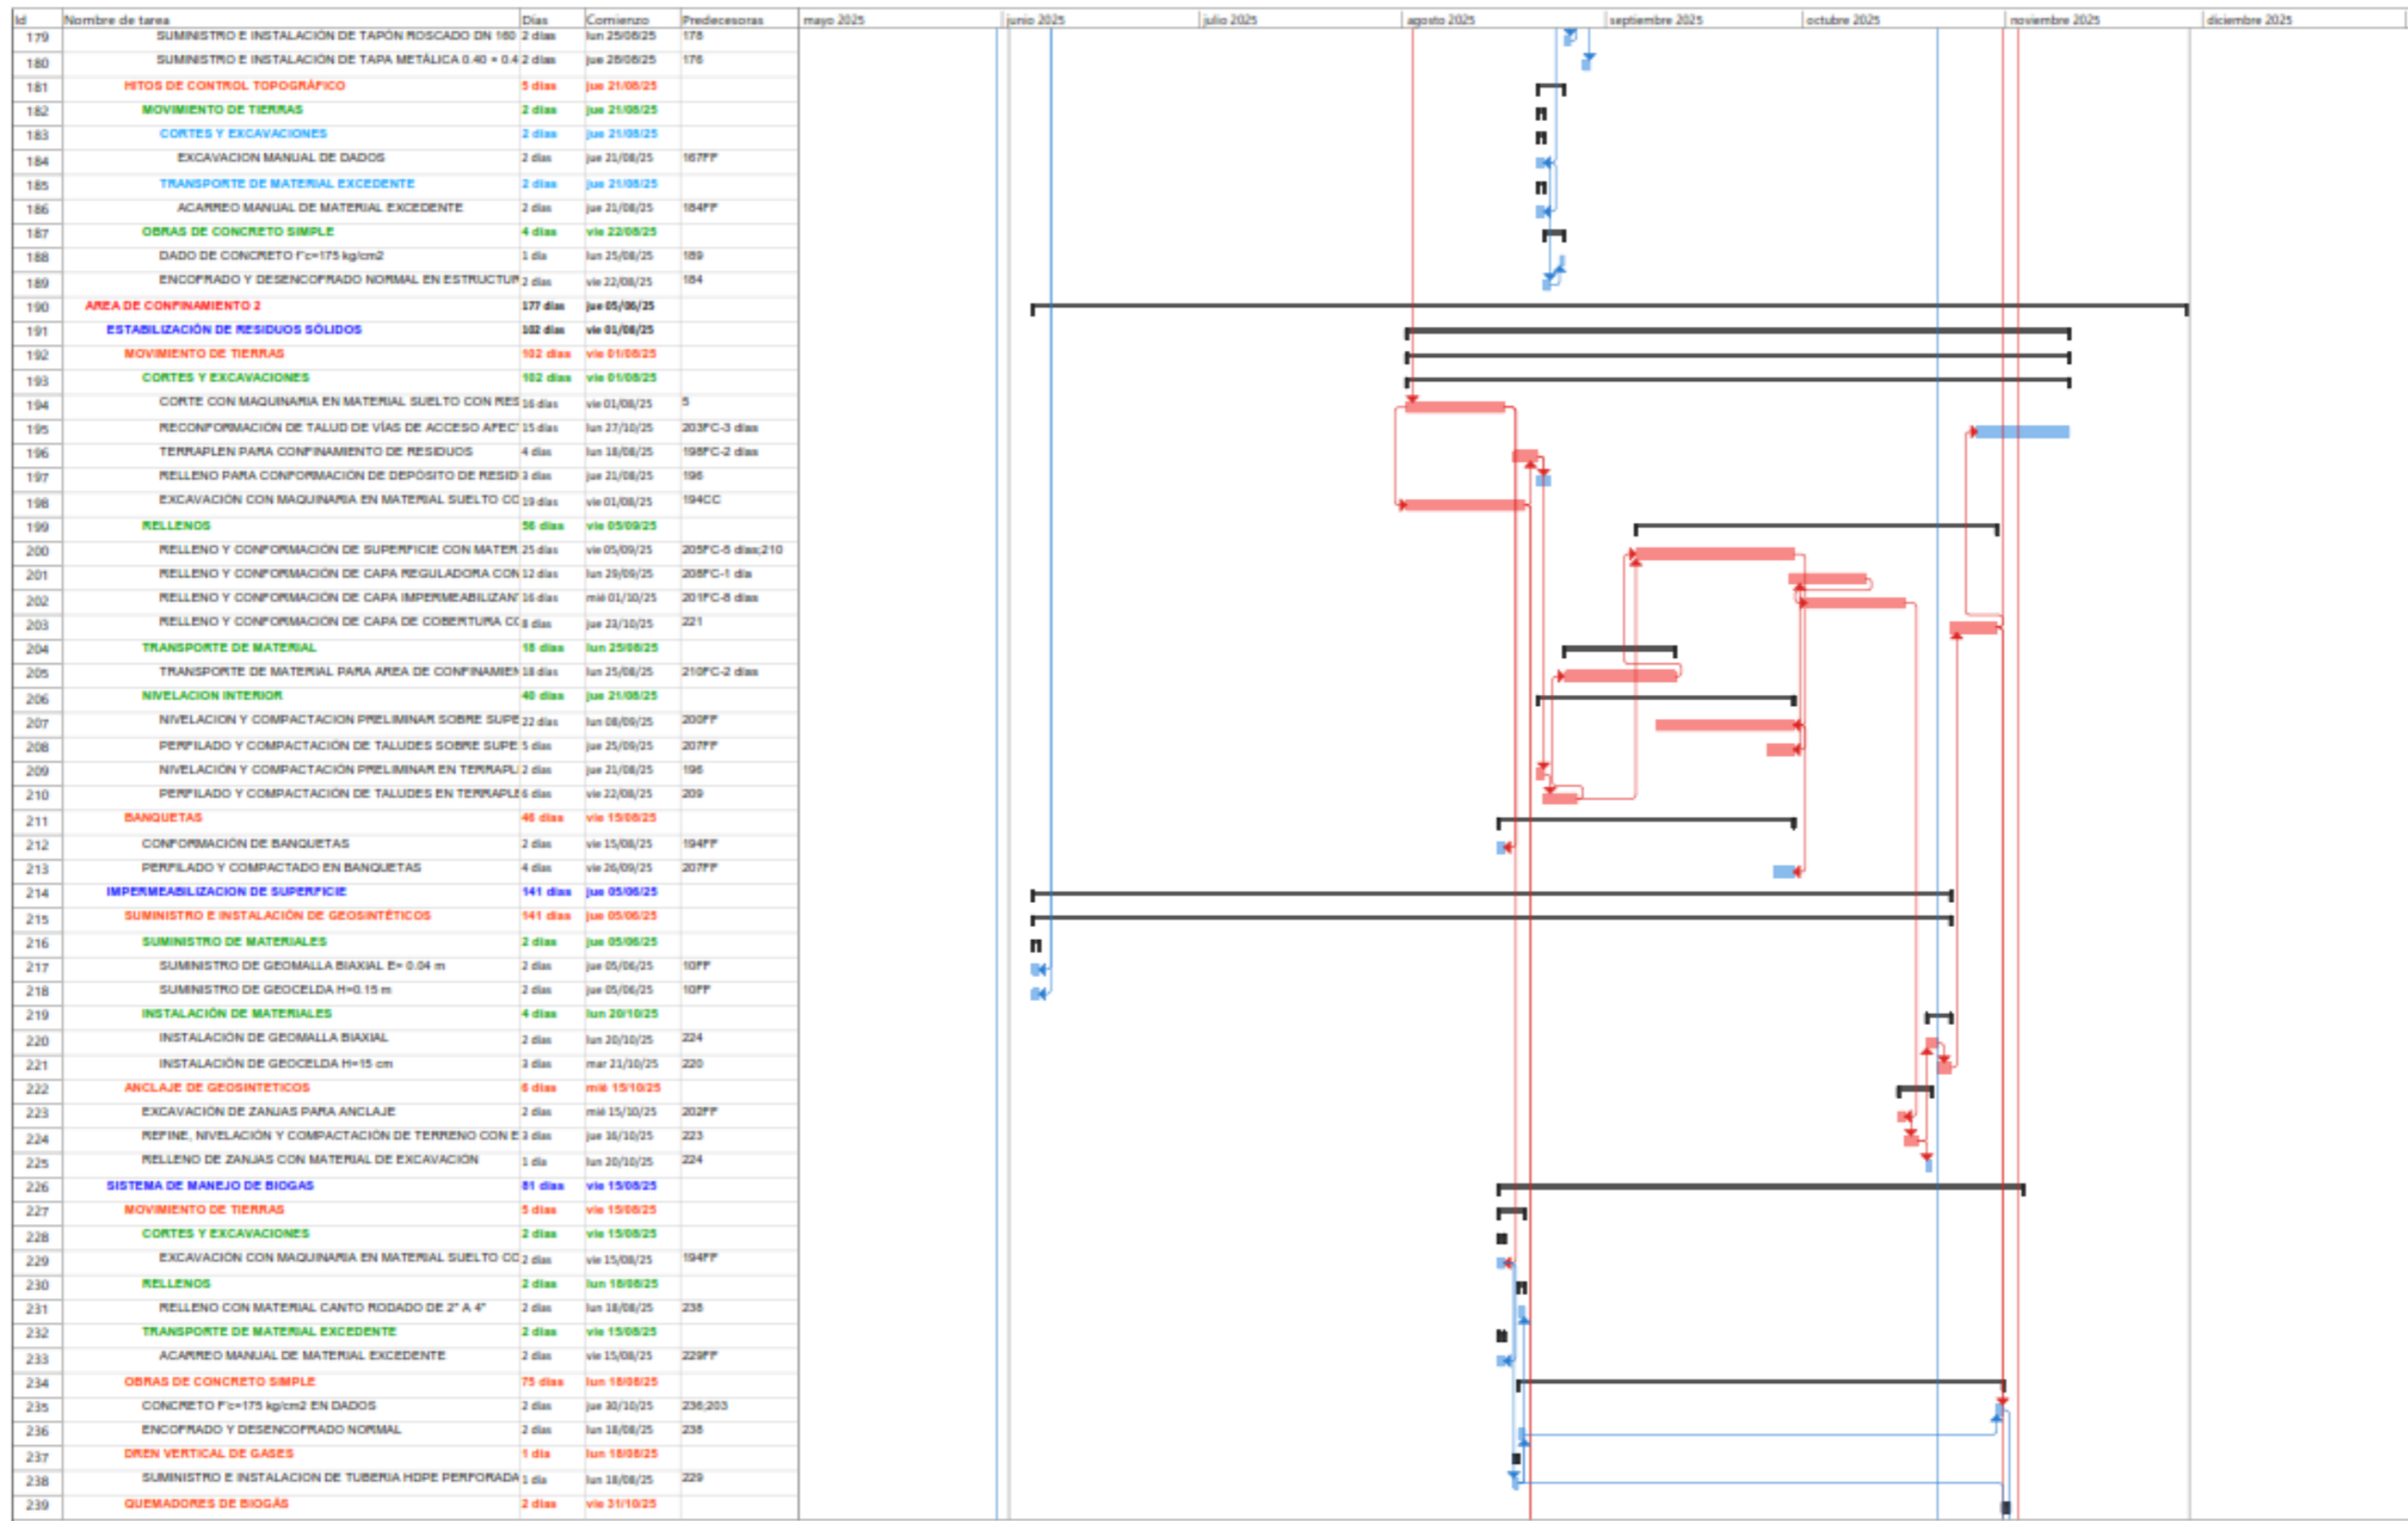 Id Nombre de tarea Días Comienzo Predecesoras mayo 2025 junio 2025 julio 2025 agosto 2025 septiembre 2025 octubre 2025 noviembre 2025 diciembre 2025
179 SUMINISTRO E INSTALACIÓN DE TAPÓN ROSCADO DN 160 2 días lun 25/08/25 178
180 SUMINISTRO E INSTALACIÓN DE TAPA METÁLICA 0.40 × 0.4 2 días jue 28/08/25 176
181 HITOS DE CONTROL TOPOGRÁFICO 5 días jue 21/08/25
182 MOVIMIENTO DE TIERRAS 2 días jue 21/08/25
183 CORTES Y EXCAVACIONES 2 días jue 21/08/25
184 EXCAVACION MANUAL DE DADOS 2 días jue 21/08/25 167FF
185 TRANSPORTE DE MATERIAL EXCEDENTE 2 días jue 21/08/25
186 ACARREO MANUAL DE MATERIAL EXCEDENTE 2 días jue 21/08/25 184FF
187 OBRAS DE CONCRETO SIMPLE 4 días vie 22/08/25
188 DADO DE CONCRETO f'c=175 kg/cm2 1 día lun 25/08/25 189
189 ENCOFRADO Y DESENCOFRADO NORMAL EN ESTRUCTUR 2 días vie 22/08/25 184
190 AREA DE CONFINAMIENTO 2 177 días jue 05/06/25
191 ESTABILIZACIÓN DE RESIDUOS SÓLIDOS 102 días vie 01/08/25
192 MOVIMIENTO DE TIERRAS 102 días vie 01/08/25
193 CORTES Y EXCAVACIONES 102 días vie 01/08/25
194 CORTE CON MAQUINARIA EN MATERIAL SUELTO CON RES 16 días vie 01/08/25 5
195 RECONFORMACIÓN DE TALUD DE VÍAS DE ACCESO AFECT 15 días lun 27/10/25 203FC-3 días
196 TERRAPLEN PARA CONFINAMIENTO DE RESIDUOS 4 días lun 18/08/25 198FC-2 días
197 RELLENO PARA CONFORMACIÓN DE DEPÓSITO DE RESID 3 días jue 21/08/25 196
198 EXCAVACIÓN CON MAQUINARIA EN MATERIAL SUELTO CO 19 días vie 01/08/25 194CC
199 RELLENOS 56 días vie 05/09/25
200 RELLENO Y CONFORMACIÓN DE SUPERFICIE CON MATER 25 días vie 05/09/25 205FC-5 días;210
201 RELLENO Y CONFORMACIÓN DE CAPA REGULADORA CON 12 días lun 29/09/25 208FC-1 día
202 RELLENO Y CONFORMACIÓN DE CAPA IMPERMEABILIZAN 16 días mié 01/10/25 201FC-8 días
203 RELLENO Y CONFORMACIÓN DE CAPA DE COBERTURA CO 8 días jue 23/10/25 221
204 TRANSPORTE DE MATERIAL 18 días lun 25/08/25
205 TRANSPORTE DE MATERIAL PARA AREA DE CONFINAMIEN 18 días lun 25/08/25 210FC-2 días
206 NIVELACION INTERIOR 40 días jue 21/08/25
207 NIVELACION Y COMPACTACION PRELIMINAR SOBRE SUPE 22 días lun 08/09/25 200FF
208 PERFILADO Y COMPACTACIÓN DE TALUDES SOBRE SUPE 5 días jue 25/09/25 207FF
209 NIVELACIÓN Y COMPACTACIÓN PRELIMINAR EN TERRAPL 2 días jue 21/08/25 196
210 PERFILADO Y COMPACTACIÓN DE TALUDES EN TERRAPLE 6 días vie 22/08/25 209
211 BANQUETAS 46 días vie 15/08/25
212 CONFORMACIÓN DE BANQUETAS 2 días vie 15/08/25 194FF
213 PERFILADO Y COMPACTADO EN BANQUETAS 4 días vie 26/09/25 207FF
214 IMPERMEABILIZACION DE SUPERFICIE 141 días jue 05/06/25
215 SUMINISTRO E INSTALACIÓN DE GEOSINTÉTICOS 141 días jue 05/06/25
216 SUMINISTRO DE MATERIALES 2 días jue 05/06/25
217 SUMINISTRO DE GEOMALLA BIAXIAL E= 0.04 m 2 días jue 05/06/25 10FF
218 SUMINISTRO DE GEOCELDA H=0.15 m 2 días jue 05/06/25 10FF
219 INSTALACIÓN DE MATERIALES 4 días lun 20/10/25
220 INSTALACIÓN DE GEOMALLA BIAXIAL 2 días lun 20/10/25 224
221 INSTALACIÓN DE GEOCELDA H=15 cm 3 días mar 21/10/25 220
222 ANCLAJE DE GEOSINTETICOS 6 días mié 15/10/25
223 EXCAVACIÓN DE ZANJAS PARA ANCLAJE 2 días mié 15/10/25 202FF
224 REFINE, NIVELACIÓN Y COMPACTACIÓN DE TERRENO CON E 3 días jue 16/10/25 223
225 RELLENO DE ZANJAS CON MATERIAL DE EXCAVACIÓN 1 día lun 20/10/25 224
226 SISTEMA DE MANEJO DE BIOGAS 81 días vie 15/08/25
227 MOVIMIENTO DE TIERRAS 5 días vie 15/08/25
228 CORTES Y EXCAVACIONES 2 días vie 15/08/25
229 EXCAVACIÓN CON MAQUINARIA EN MATERIAL SUELTO CO 2 días vie 15/08/25 194FF
230 RELLENOS 2 días lun 18/08/25
231 RELLENO CON MATERIAL CANTO RODADO DE 2" A 4" 2 días lun 18/08/25 238
232 TRANSPORTE DE MATERIAL EXCEDENTE 2 días vie 15/08/25
233 ACARREO MANUAL DE MATERIAL EXCEDENTE 2 días vie 15/08/25 229FF
234 OBRAS DE CONCRETO SIMPLE 75 días lun 18/08/25
235 CONCRETO F'c=175 kg/cm2 EN DADOS 2 días jue 30/10/25 236;203
236 ENCOFRADO Y DESENCOFRADO NORMAL 2 días lun 18/08/25 238
237 DREN VERTICAL DE GASES 1 día lun 18/08/25
238 SUMINISTRO E INSTALACION DE TUBERIA HDPE PERFORADA 1 día lun 18/08/25 229
239 QUEMADORES DE BIOGÁS 2 días vie 31/10/25